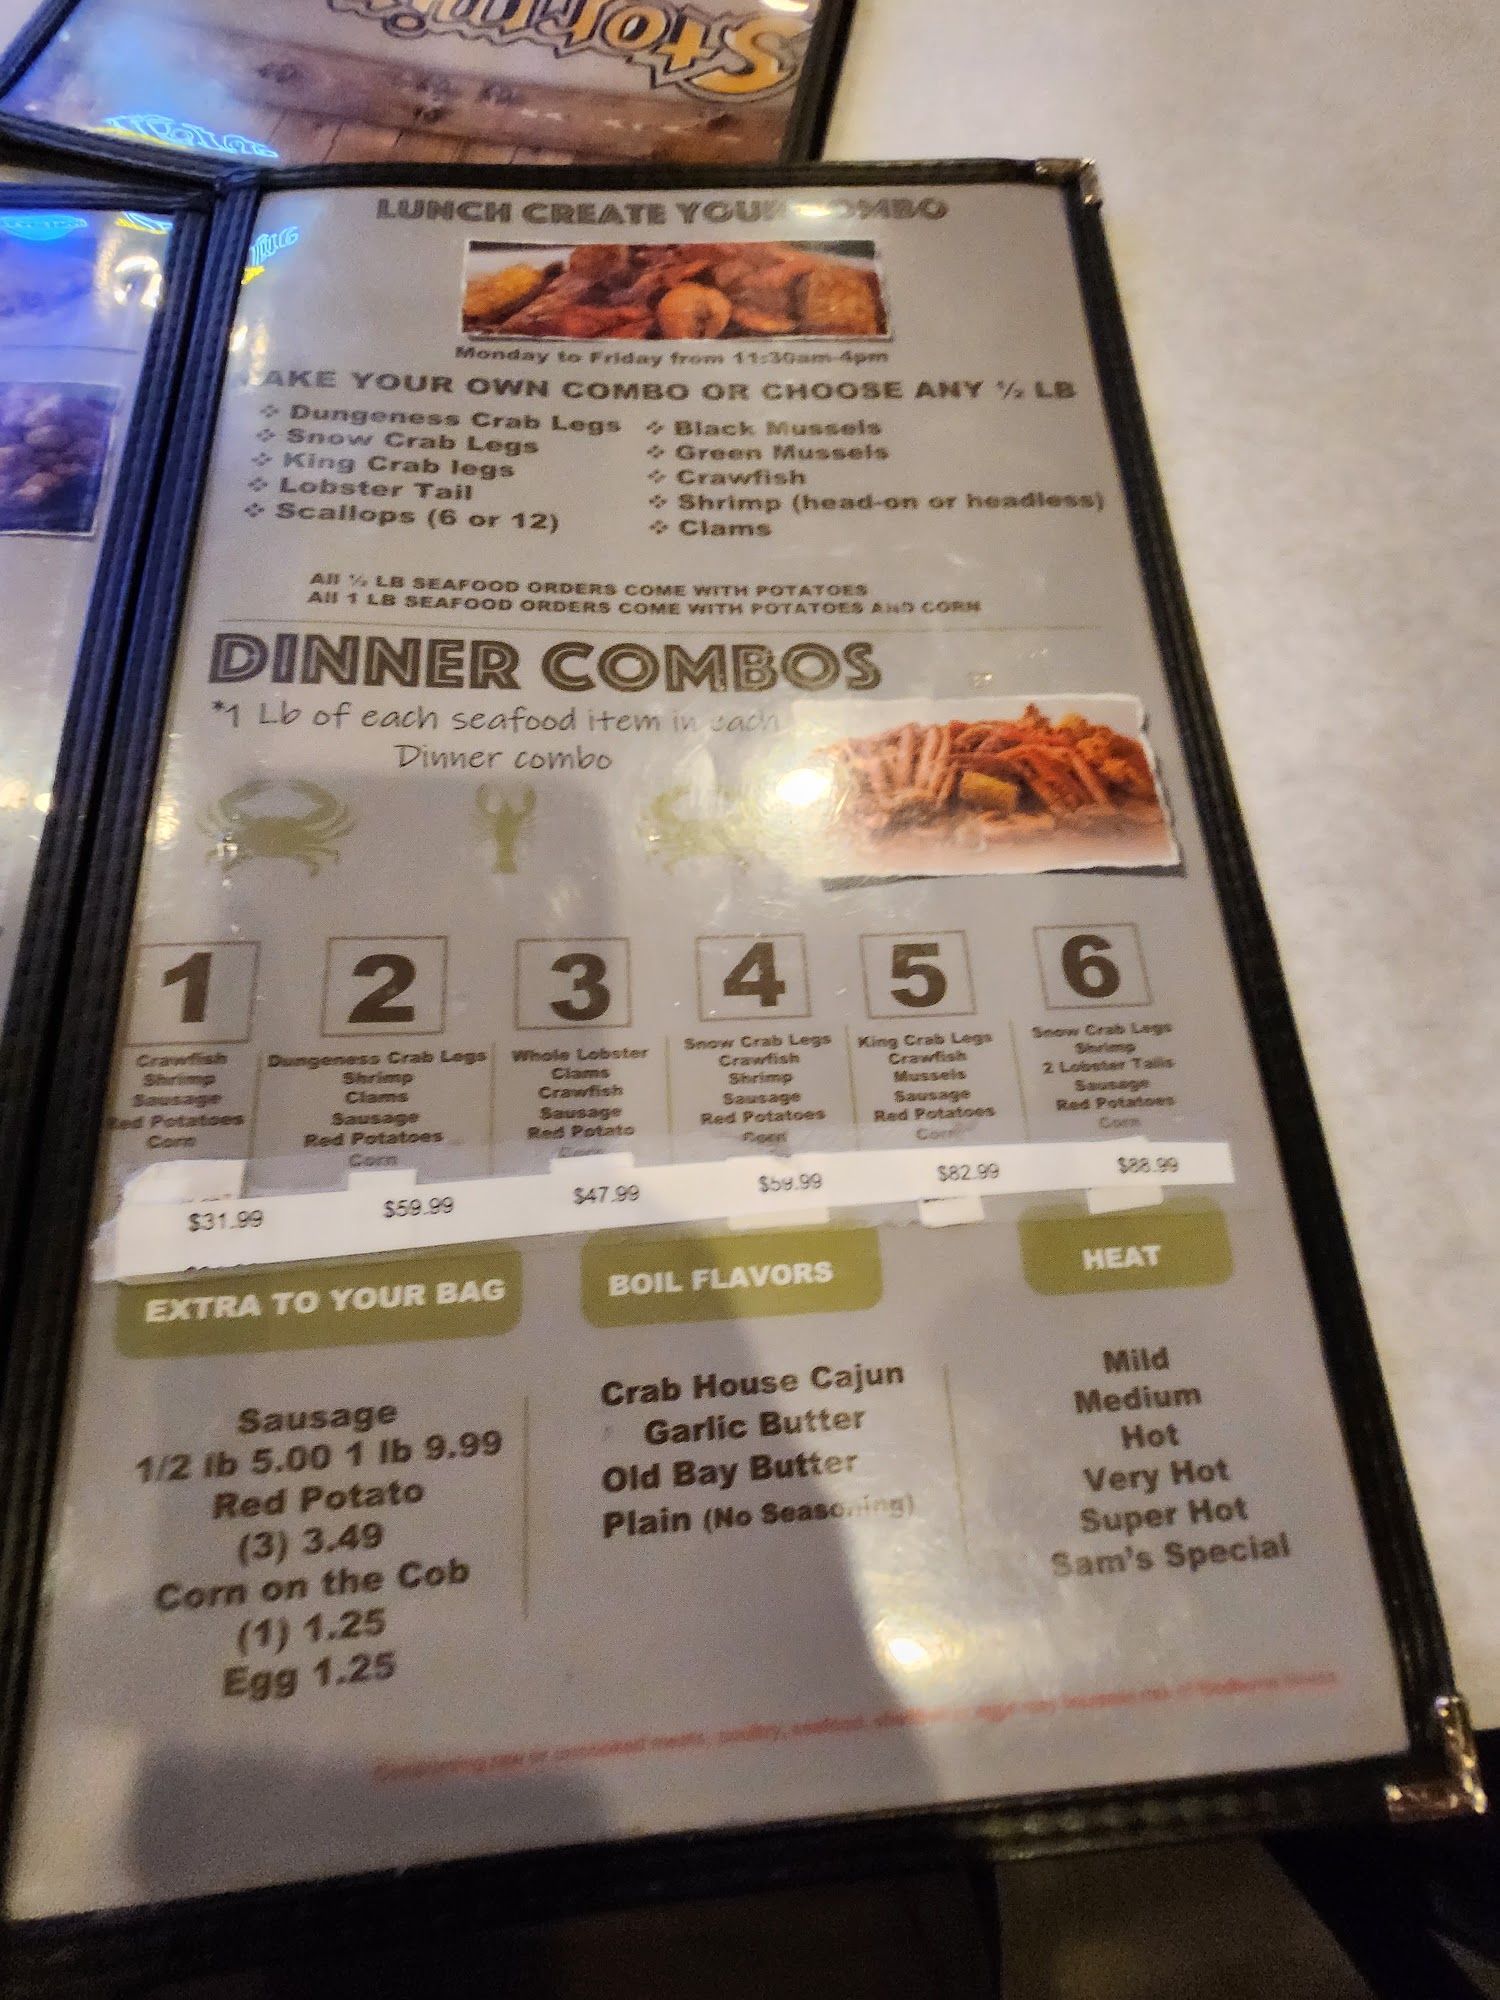 LUNCH CREATE YOUR COMBO
Monday to Friday from 11:30am-4pm
AKE YOUR OWN COMBO OR CHOOSE ANY ½ LB
Dungeness Crab Legs
Snow Crab Legs
King Crab legs
Lobster Tail
Scallops (6 or 12)
Black Mussels
Green Mussels
Crawfish
Shrimp (head-on or headless)
Clams
All ½ LB SEAFOOD ORDERS COME WITH POTATOES
All 1 LB SEAFOOD ORDERS COME WITH POTATOES AND CORN
DINNER COMBOS
*1 Lb of each seafood item in each
Dinner combo
1
Crawfish
Shrimp
Sausage
Red Potatoes
Corn
$31.99
2
Dungeness Crab Legs
Shrimp
Clams
Sausage
Red Potatoes
Corn
$59.99
3
Whole Lobster
Clams
Crawfish
Sausage
Red Potato
Corn
$47.99
4
Snow Crab Legs
Crawfish
Shrimp
Sausage
Red Potatoes
Corn
$59.99
5
King Crab Legs
Crawfish
Mussels
Sausage
Red Potatoes
Corn
$82.99
6
Snow Crab Legs
Shrimp
2 Lobster Tails
Sausage
Red Potatoes
Corn
$88.99
EXTRA TO YOUR BAG
Sausage
1/2 lb 5.00 1 lb 9.99
Red Potato
(3) 3.49
Corn on the Cob
(1) 1.25
Egg 1.25
BOIL FLAVORS
Crab House Cajun
Garlic Butter
Old Bay Butter
Plain (No Seasoning)
HEAT
Mild
Medium
Hot
Very Hot
Super Hot
Sam's Special